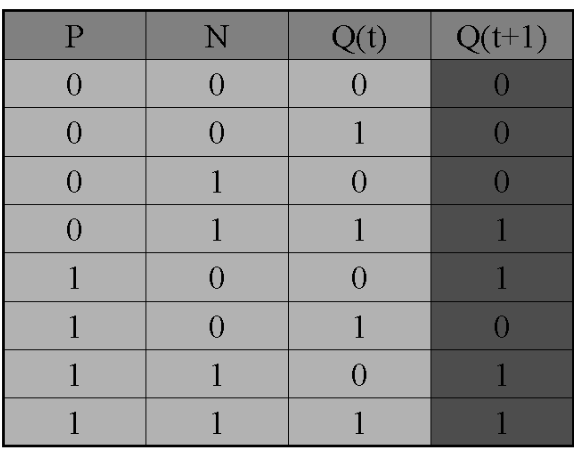 P N Q(t) Q(t+1)
0 0 0 0
0 0 1 0
0 1 0 0
0 1 1 1
1 0 0 1
1 0 1 0
1 1 0 1
1 1 1 1